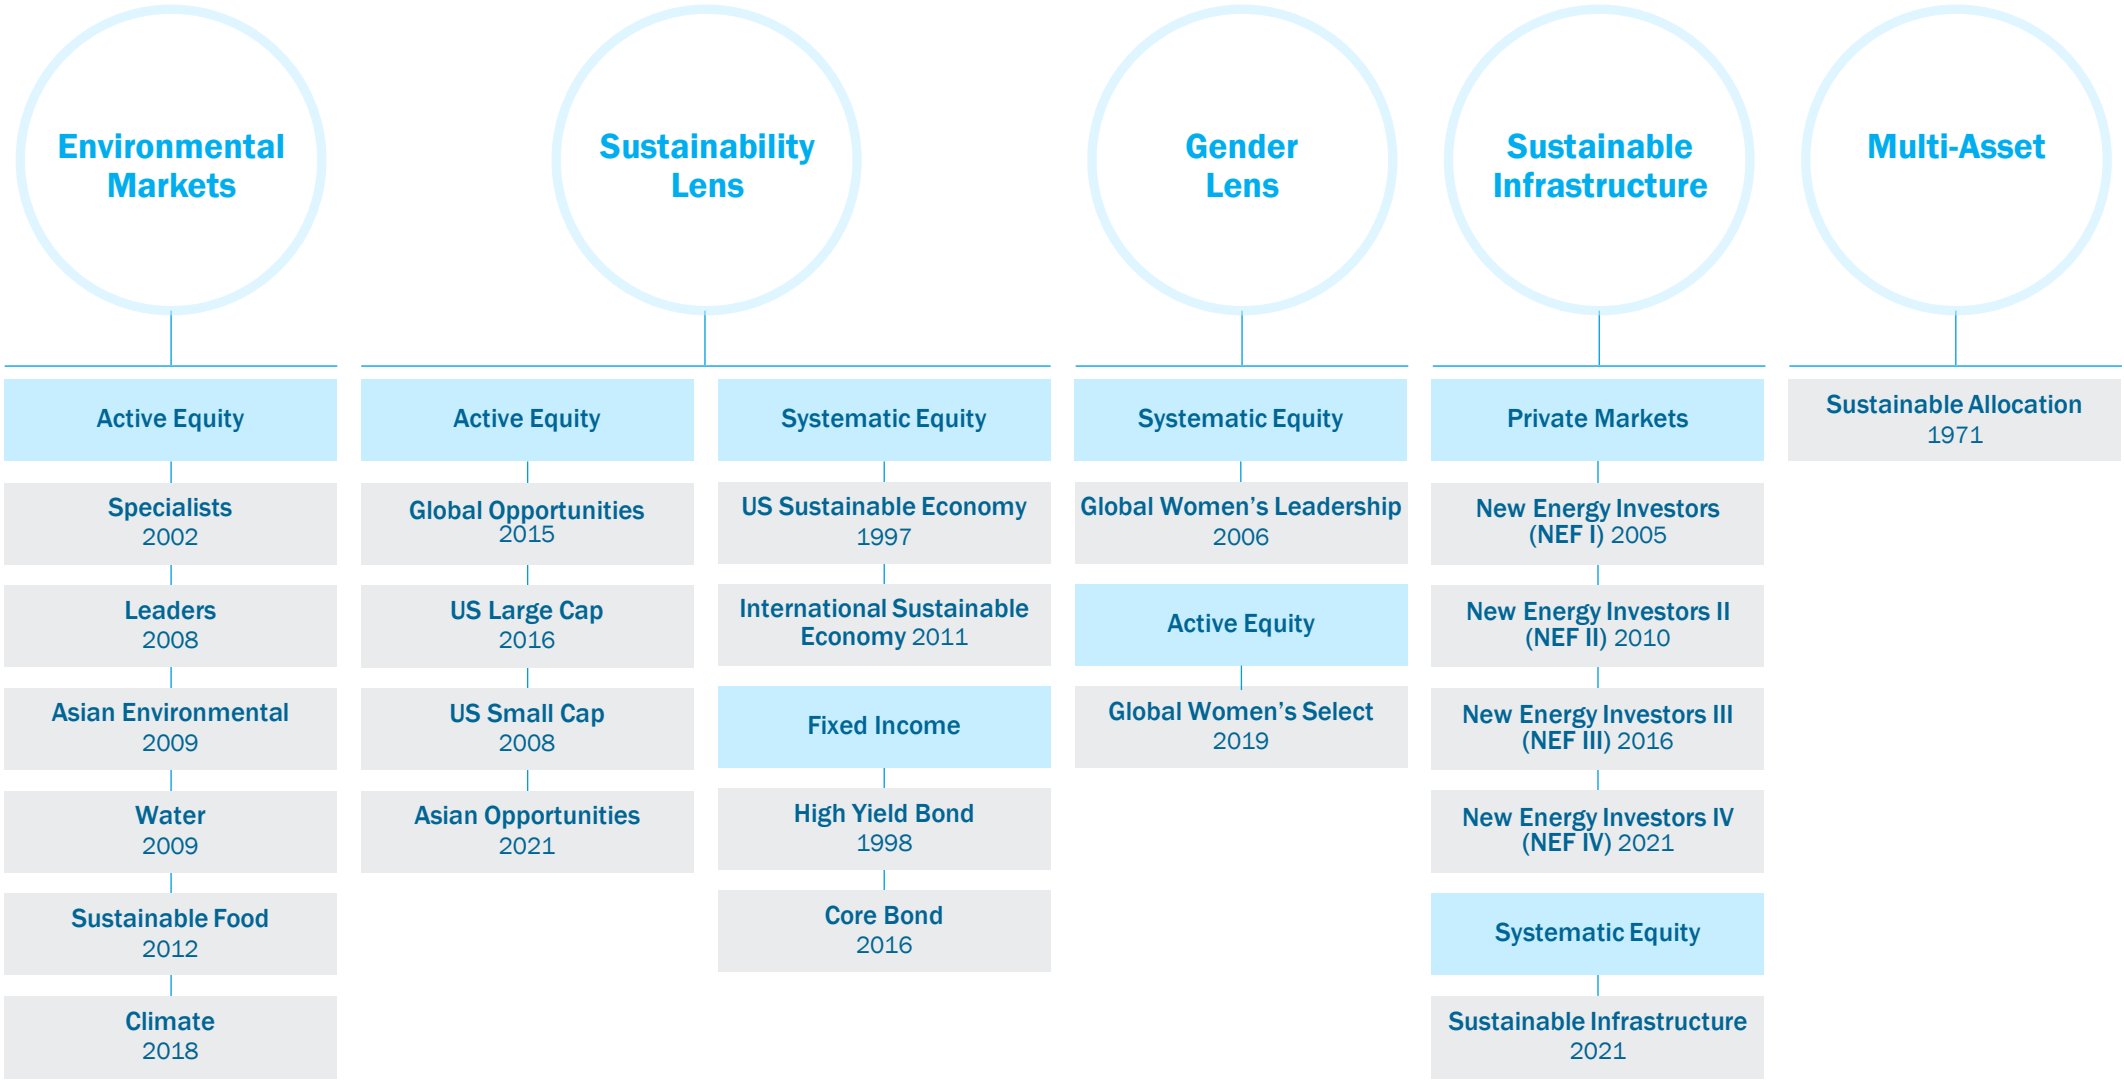 Environmental
Markets
Sustainability
Lens
Gender
Lens
Sustainable
Infrastructure
Multi-Asset
Active Equity
Specialists
2002
Leaders
2008
Asian Environmental
2009
Water
2009
Sustainable Food
2012
Climate
2018
Active Equity
Global Opportunities
2015
US Large Cap
2016
US Small Cap
2008
Asian Opportunities
2021
Systematic Equity
US Sustainable Economy
1997
International Sustainable
Economy 2011
Fixed Income
High Yield Bond
1998
Core Bond
2016
Systematic Equity
Global Women’s Leadership
2006
Active Equity
Global Women’s Select
2019
Private Markets
New Energy Investors
(NEF I) 2005
New Energy Investors II
(NEF II) 2010
New Energy Investors III
(NEF III) 2016
New Energy Investors IV
(NEF IV) 2021
Systematic Equity
Sustainable Infrastructure
2021
Sustainable Allocation
1971